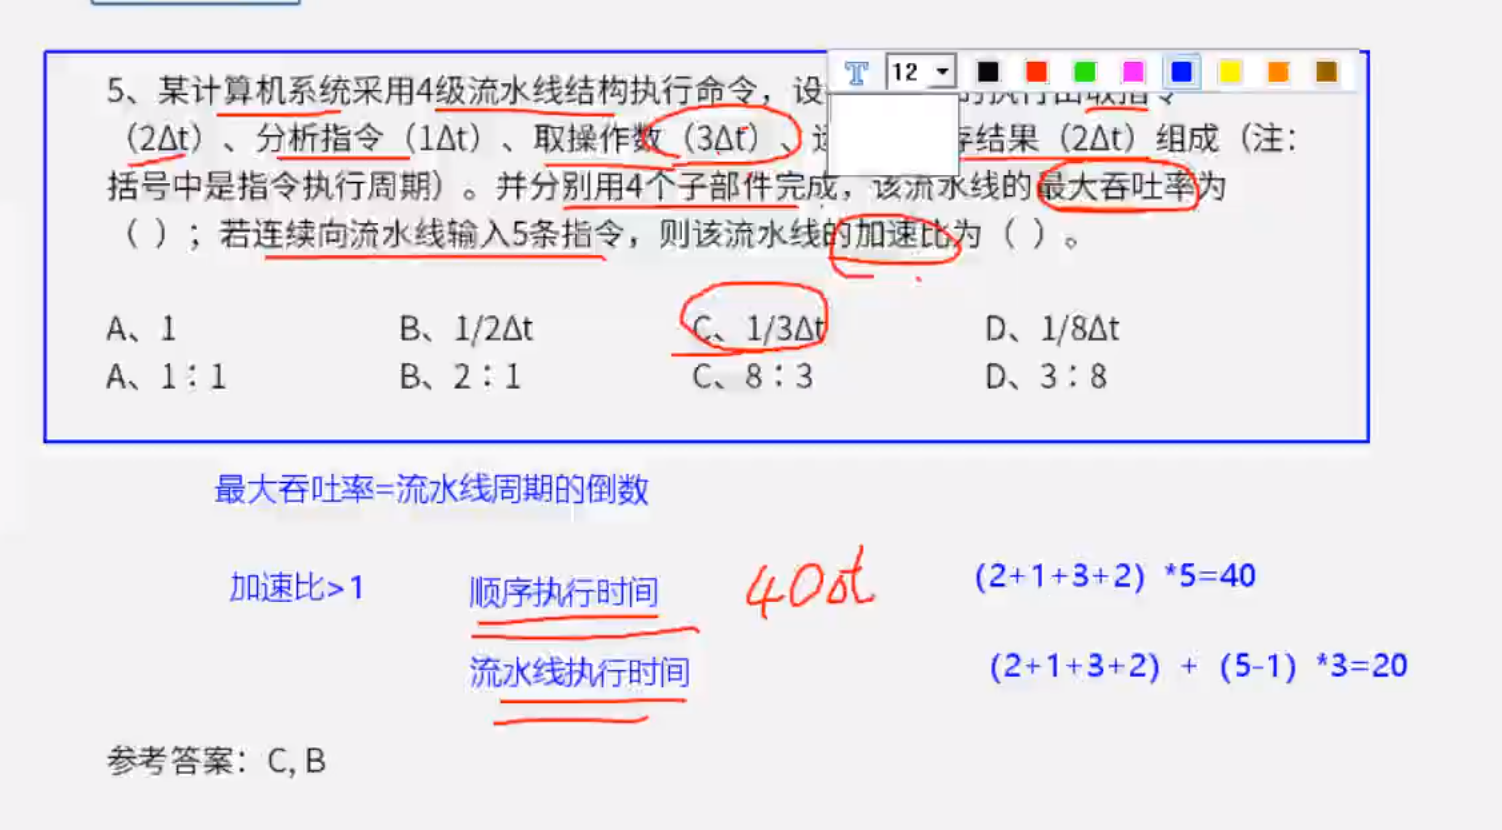 12
5、某计算机系统采用4级流水线结构执行命令，设 的执行由取指令
（2Δt）、分析指令（1Δt）、取操作数（3Δt）、运 存结果（2Δt）组成（注：
括号中是指令执行周期）。并分别用4个子部件完成，该流水线的最大吞吐率为
（ ）；若连续向流水线输入5条指令，则该流水线的加速比为（ ）。
A、1 B、1/2Δt C、1/3Δt D、1/8Δt
A、1∶1 B、2∶1 C、8∶3 D、3∶8
最大吞吐率=流水线周期的倒数
加速比>1 顺序执行时间 40Δt (2+1+3+2) *5=40
流水线执行时间 (2+1+3+2) + (5-1) *3=20
参考答案：C, B